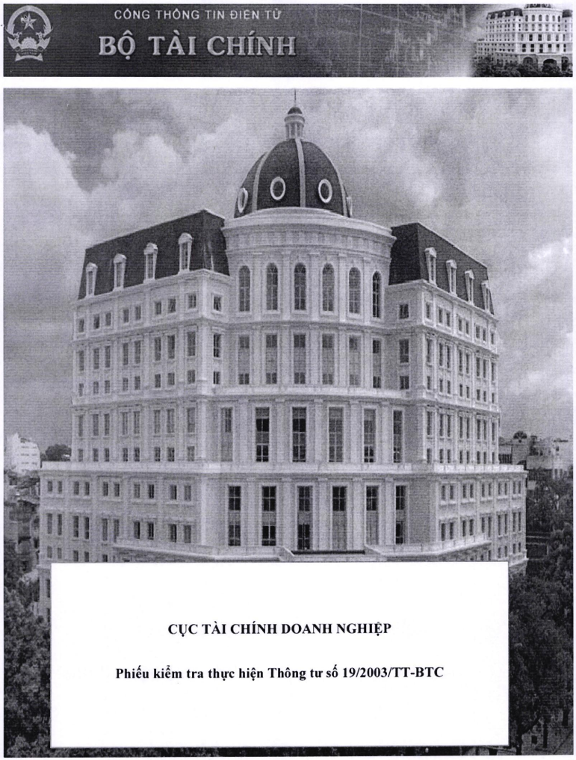 CỔNG THÔNG TIN ĐIỆN TỬ
BỘ TÀI CHÍNH
CỤC TÀI CHÍNH DOANH NGHIỆP
Phiếu kiểm tra thực hiện Thông tư số 19/2003/TT-BTC